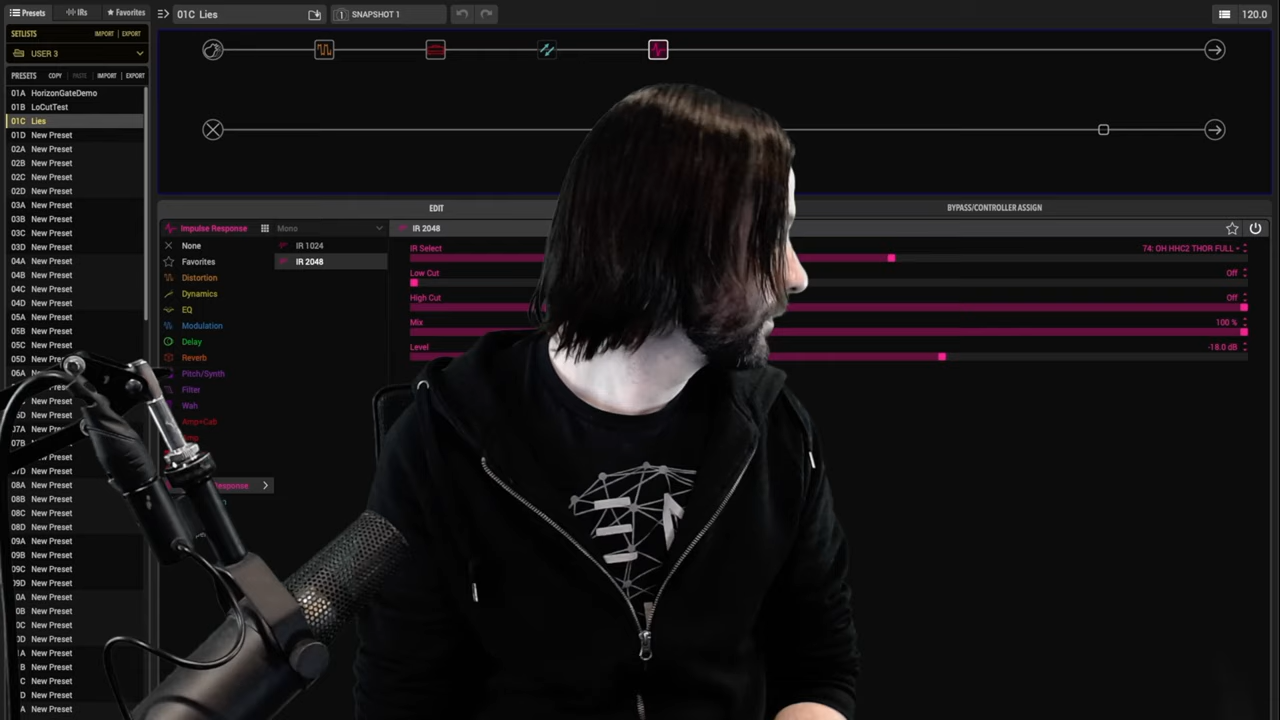 Presets IRs Favorites
01C Lies 1 SNAPSHOT 1 120.0
SETLISTS IMPORT EXPORT
USER 3
PRESETS COPY PASTE IMPORT EXPORT
01A HorizonGateDemo
01B LoCutTest
01C Lies
01D New Preset
02A New Preset
02B New Preset
02C New Preset
02D New Preset
03A New Preset
03B New Preset
03C New Preset
03D New Preset
04A New Preset
04B New Preset
04C New Preset
04D New Preset
05A New Preset
05B New Preset
05C New Preset
05D New Preset
06A New
08A New Preset
08B New Preset
08C New Preset
08D New Preset
09A New Preset
09B New Preset
09C New Preset
09D New Preset
0A New Preset
0B New Preset
0C New Preset
0D New Preset
A New Preset
B New Preset
C New Preset
D New Preset
A New Preset
EDIT BYPASS/CONTROLLER ASSIGN
Impulse Response Mono IR 2048
None IR 1024
Favorites IR 2048
Distortion
Dynamics
EQ
Modulation
Delay
Reverb
Pitch/Synth
Filter
Wah
Amp+Cab
Response
IR Select 74: OH HHC2 THOR FULL
Low Cut Off
High Cut Off
Mix 100 %
Level -18.0 dB